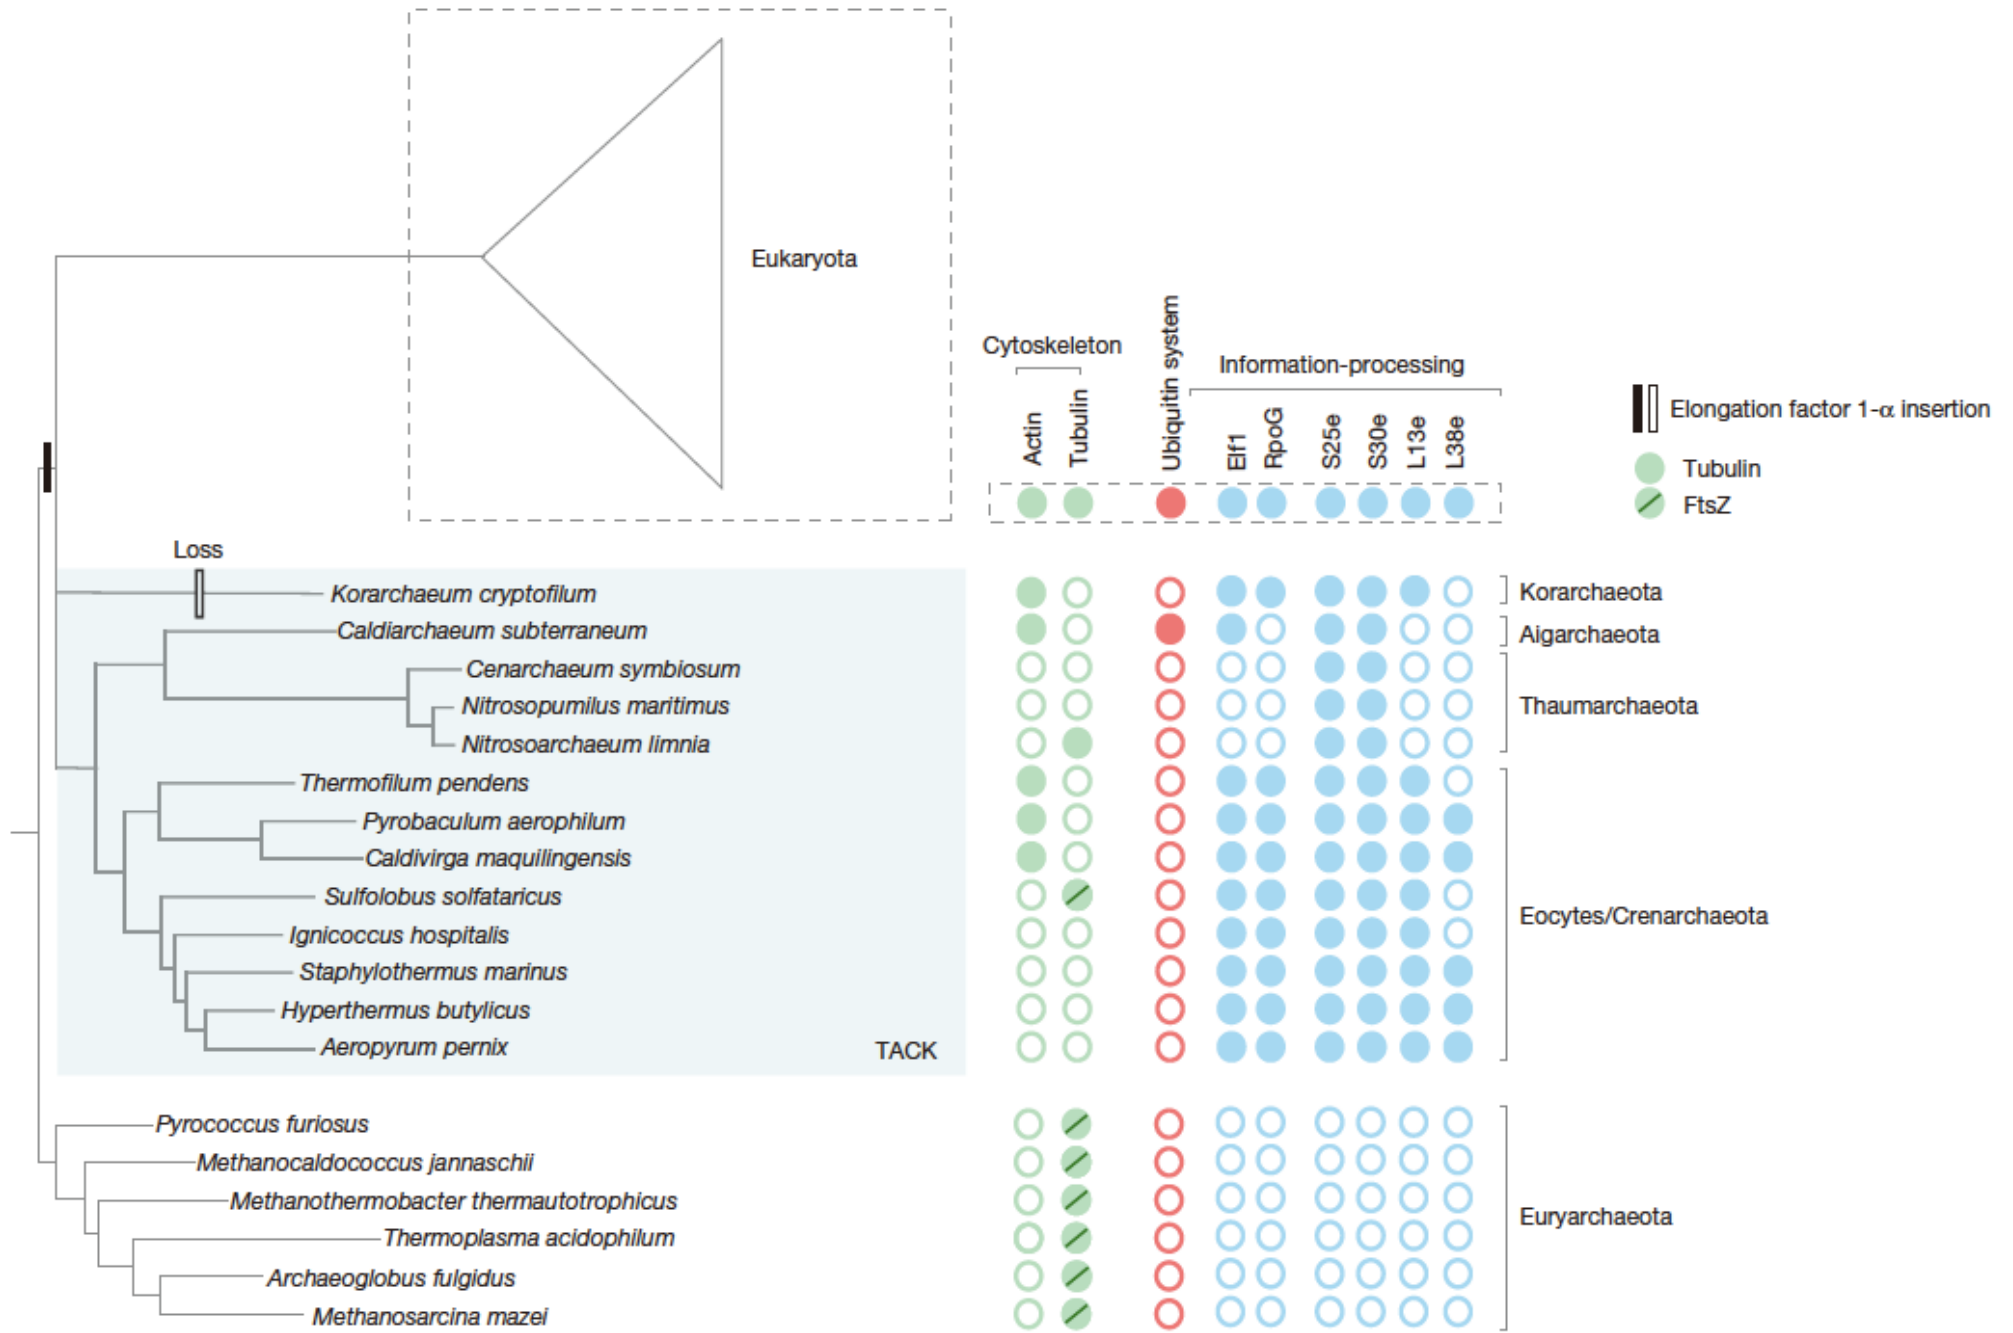 Eukaryota
Cytoskeleton
Actin
Tubulin
Ubiquitin system
Information-processing
Elf1
RpoG
S25e
S30e
L13e
L38e
Elongation factor 1-α insertion
Tubulin
FtsZ
Loss
Korarchaeum cryptofilum
Caldiarchaeum subterraneum
Cenarchaeum symbiosum
Nitrosopumilus maritimus
Nitrosoarchaeum limnia
Thermofilum pendens
Pyrobaculum aerophilum
Caldivirga maquilingensis
Sulfolobus solfataricus
Ignicoccus hospitalis
Staphylothermus marinus
Hyperthermus butylicus
Aeropyrum pernix
TACK
Korarchaeota
Aigarchaeota
Thaumarchaeota
Eocytes/Crenarchaeota
Pyrococcus furiosus
Methanocaldococcus jannaschii
Methanothermobacter thermautotrophicus
Thermoplasma acidophilum
Archaeoglobus fulgidus
Methanosarcina mazei
Euryarchaeota